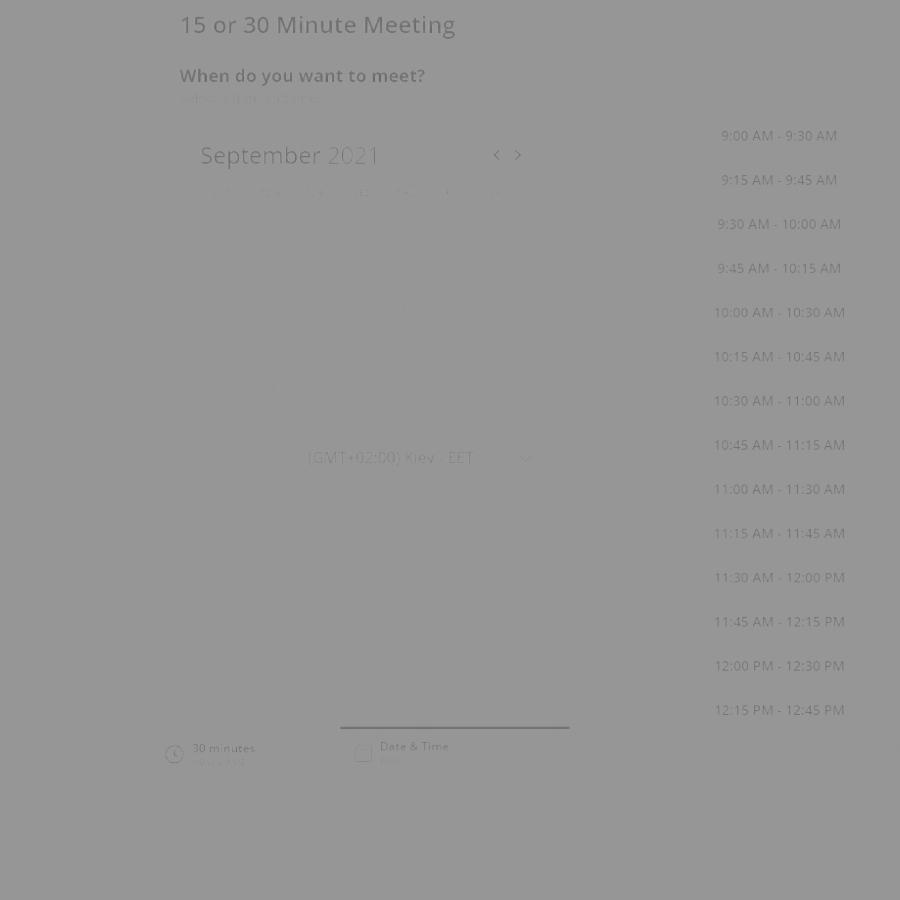 15 or 30 Minute Meeting
When do you want to meet?
September 2021
(GMT+02:00) Kiev - EET
9:00 AM - 9:30 AM
9:15 AM - 9:45 AM
9:30 AM - 10:00 AM
9:45 AM - 10:15 AM
10:00 AM - 10:30 AM
10:15 AM - 10:45 AM
10:30 AM - 11:00 AM
10:45 AM - 11:15 AM
11:00 AM - 11:30 AM
11:15 AM - 11:45 AM
11:30 AM - 12:00 PM
11:45 AM - 12:15 PM
12:00 PM - 12:30 PM
12:15 PM - 12:45 PM
30 minutes
Date & Time